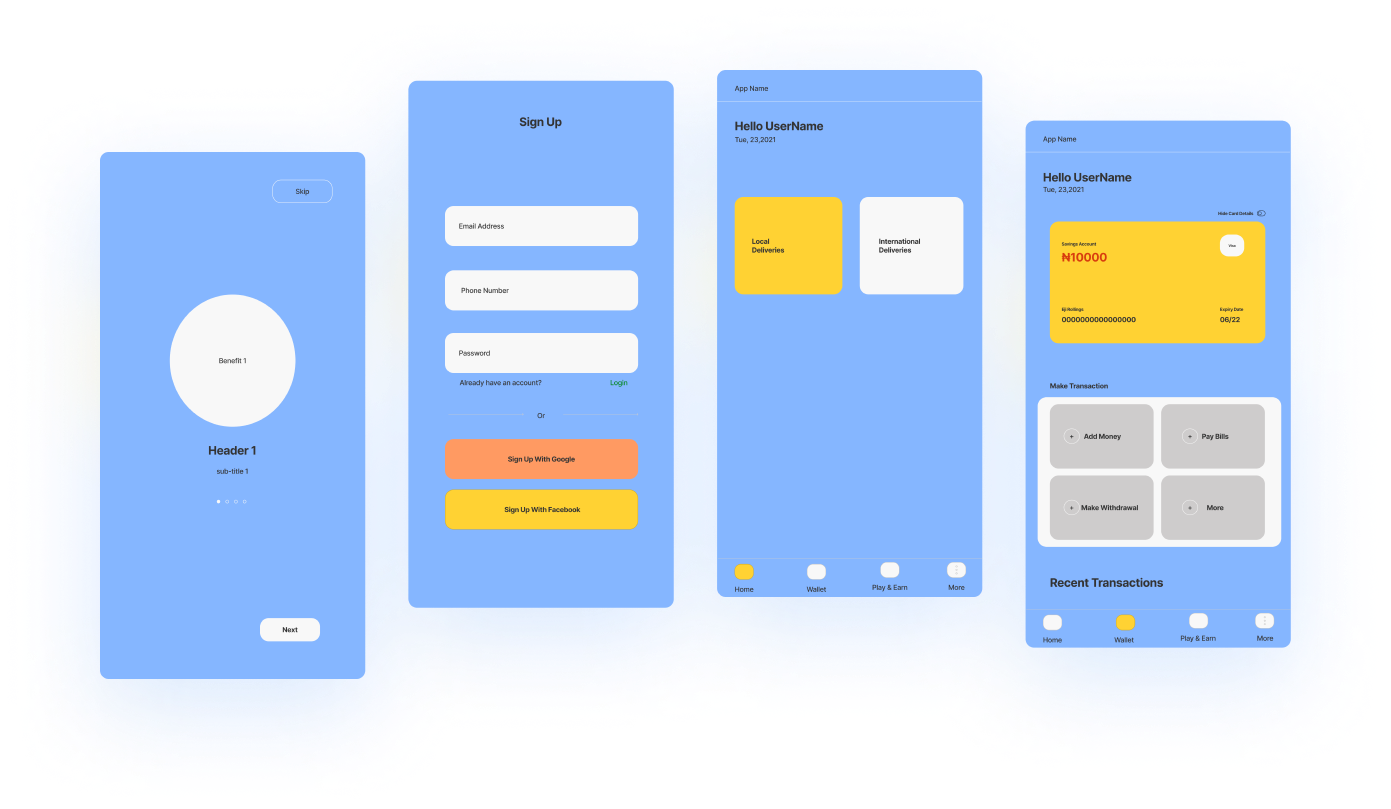 Skip
Benefit 1
Header 1
sub-title 1
Next
Sign Up
Email Address
Phone Number
Password
Already have an account? Login
Or
Sign Up With Google
Sign Up With Facebook
App Name
Hello UserName
Tue, 23,2021
Local
Deliveries
International
Deliveries
Home Wallet Play & Earn More
App Name
Hello UserName
Tue, 23,2021
Hide Card Details
Savings Account
Visa
₦10000
Eji Rollings Expiry Date
0000000000000000 06/22
Make Transaction
+ Add Money + Pay Bills
+ Make Withdrawal + More
Recent Transactions
Home Wallet Play & Earn More